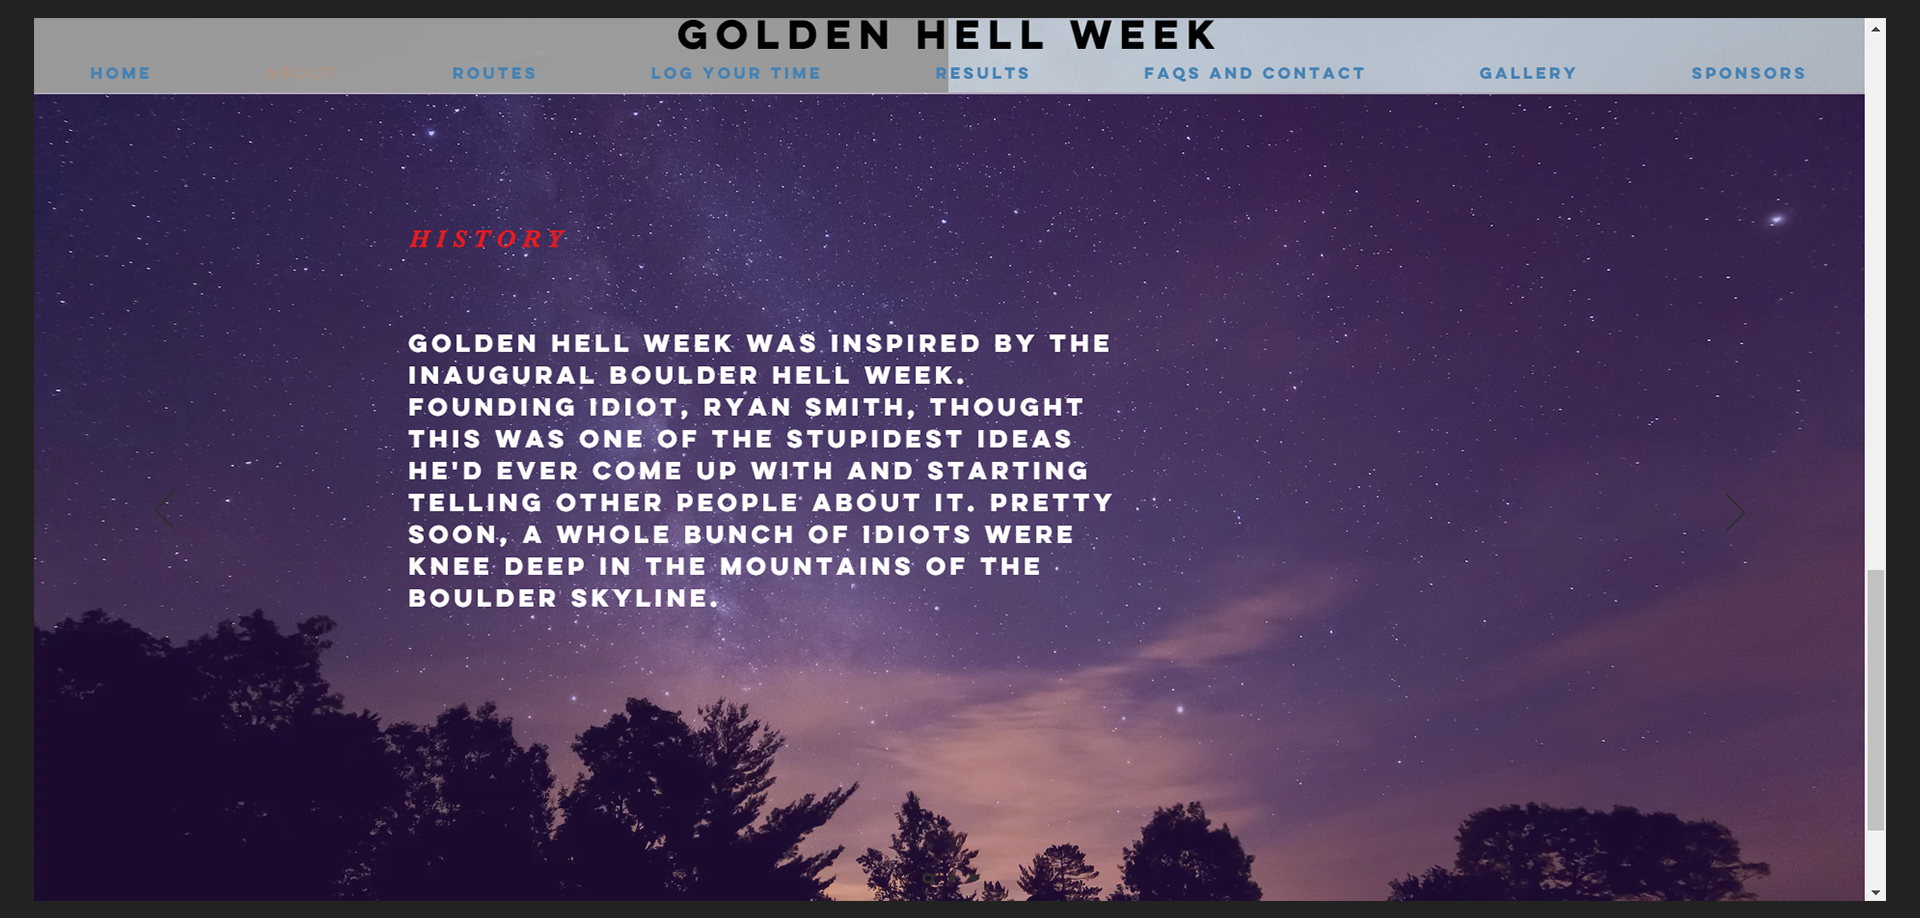 GOLDEN HELL WEEK
HOME ABOUT ROUTES LOG YOUR TIME RESULTS FAQS AND CONTACT GALLERY SPONSORS
HISTORY
GOLDEN HELL WEEK WAS INSPIRED BY THE
INAUGURAL BOULDER HELL WEEK.
FOUNDING IDIOT, RYAN SMITH, THOUGHT
THIS WAS ONE OF THE STUPIDEST IDEAS
HE'D EVER COME UP WITH AND STARTING
TELLING OTHER PEOPLE ABOUT IT. PRETTY
SOON, A WHOLE BUNCH OF IDIOTS WERE
KNEE DEEP IN THE MOUNTAINS OF THE
BOULDER SKYLINE.